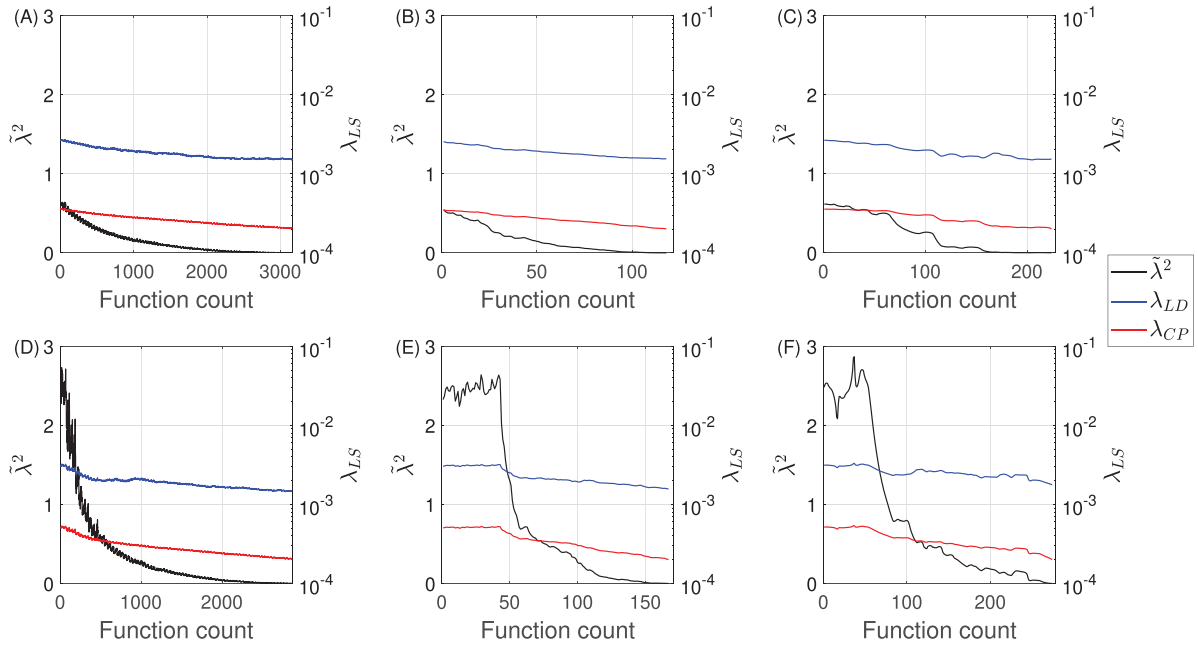 (A)
3
2
1
0
λ̃²
10⁻¹
10⁻²
10⁻³
10⁻⁴
λ_LS
0 1000 2000 3000
Function count
(B)
3
2
1
0
λ̃²
10⁻¹
10⁻²
10⁻³
10⁻⁴
λ_LS
0 50 100
Function count
(C)
3
2
1
0
λ̃²
10⁻¹
10⁻²
10⁻³
10⁻⁴
λ_LS
0 100 200
Function count
λ̃²
λ_LD
λ_CP
(D)
3
2
1
0
λ̃²
10⁻¹
10⁻²
10⁻³
10⁻⁴
λ_LS
0 1000 2000
Function count
(E)
3
2
1
0
λ̃²
10⁻¹
10⁻²
10⁻³
10⁻⁴
λ_LS
0 50 100 150
Function count
(F)
3
2
1
0
λ̃²
10⁻¹
10⁻²
10⁻³
10⁻⁴
λ_LS
0 100 200
Function count